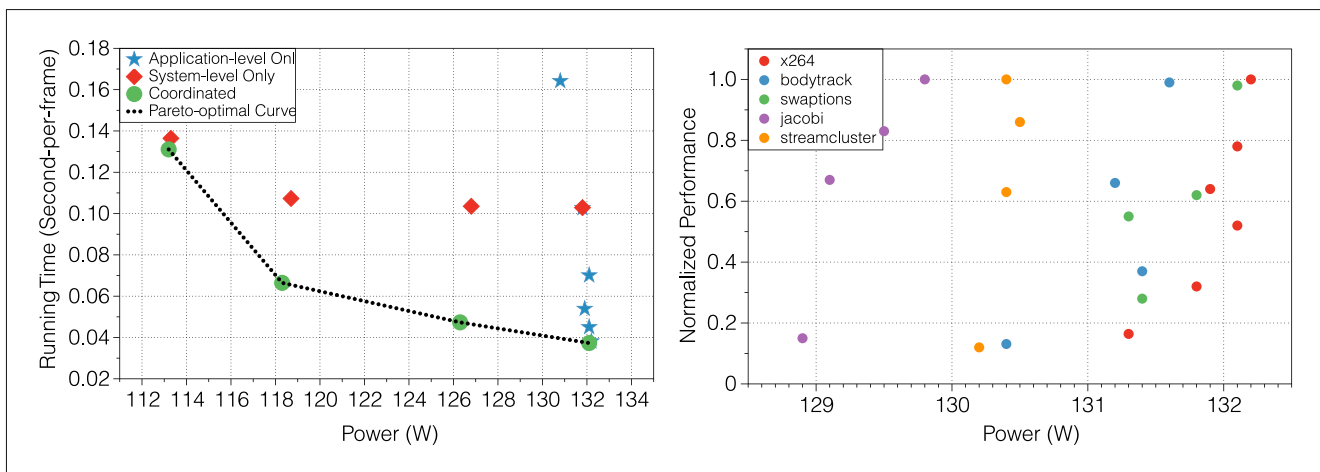 0.18
0.16
0.14
0.12
0.10
0.08
0.06
0.04
0.02
Running Time (Second-per-frame)
Application-level Onl
System-level Only
Coordinated
Pareto-optimal Curve
112 114 116 118 120 122 124 126 128 130 132 134
Power (W)
1.0
0.8
0.6
0.4
0.2
0
Normalized Performance
x264
bodytrack
swaptions
jacobi
streamcluster
129 130 131 132
Power (W)